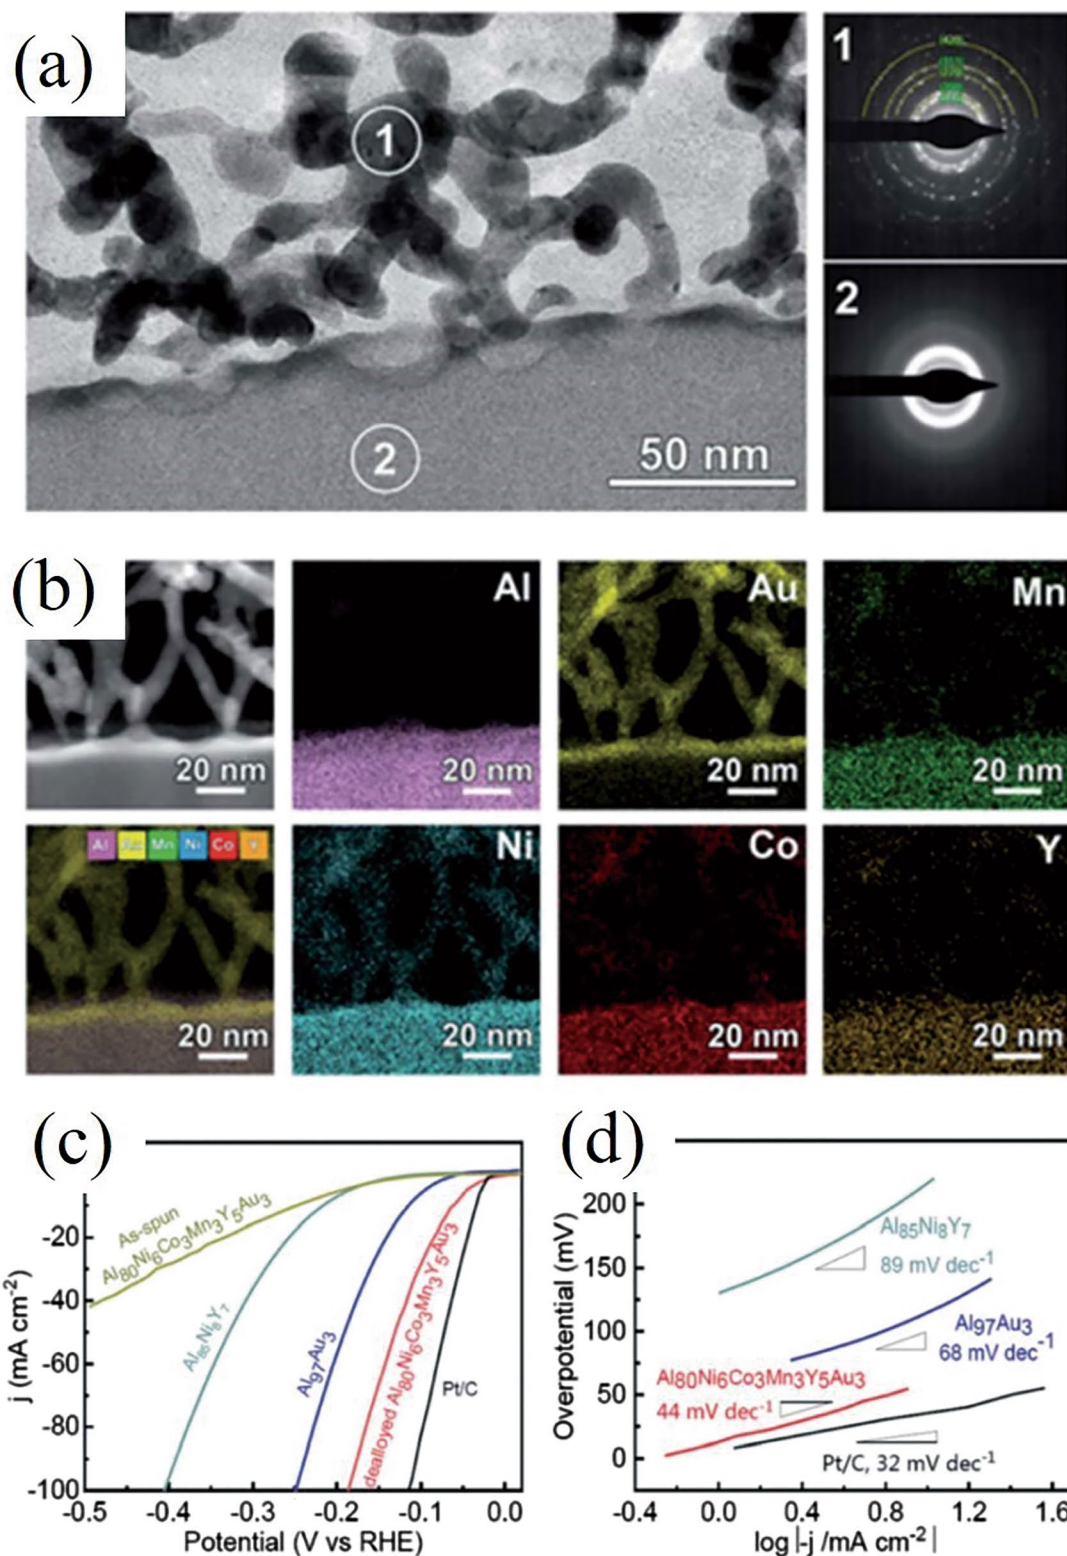 (a)
1
2
50 nm
1
2
(b)
20 nm
Al
20 nm
Au
20 nm
Mn
20 nm
Al Mn Ni Co Y
20 nm
Ni
20 nm
Co
20 nm
Y
20 nm
(c)
As-spun
Al80Ni6Co3Mn3Y5Au3
Al85Ni8Y7
Al97Au3
dealloyed Al80Ni6Co3Mn3Y5Au3
Pt/C
j (mA cm-2)
-20
-40
-60
-80
-100
-0.5 -0.4 -0.3 -0.2 -0.1 0.0
Potential (V vs RHE)
(d)
Overpotential (mV)
200
150
100
50
0
Al85Ni8Y7
89 mV dec-1
Al97Au3
68 mV dec-1
Al80Ni6Co3Mn3Y5Au3
44 mV dec-1
Pt/C, 32 mV dec-1
-0.4 0.0 0.4 0.8 1.2 1.6
log |-j /mA cm-2|